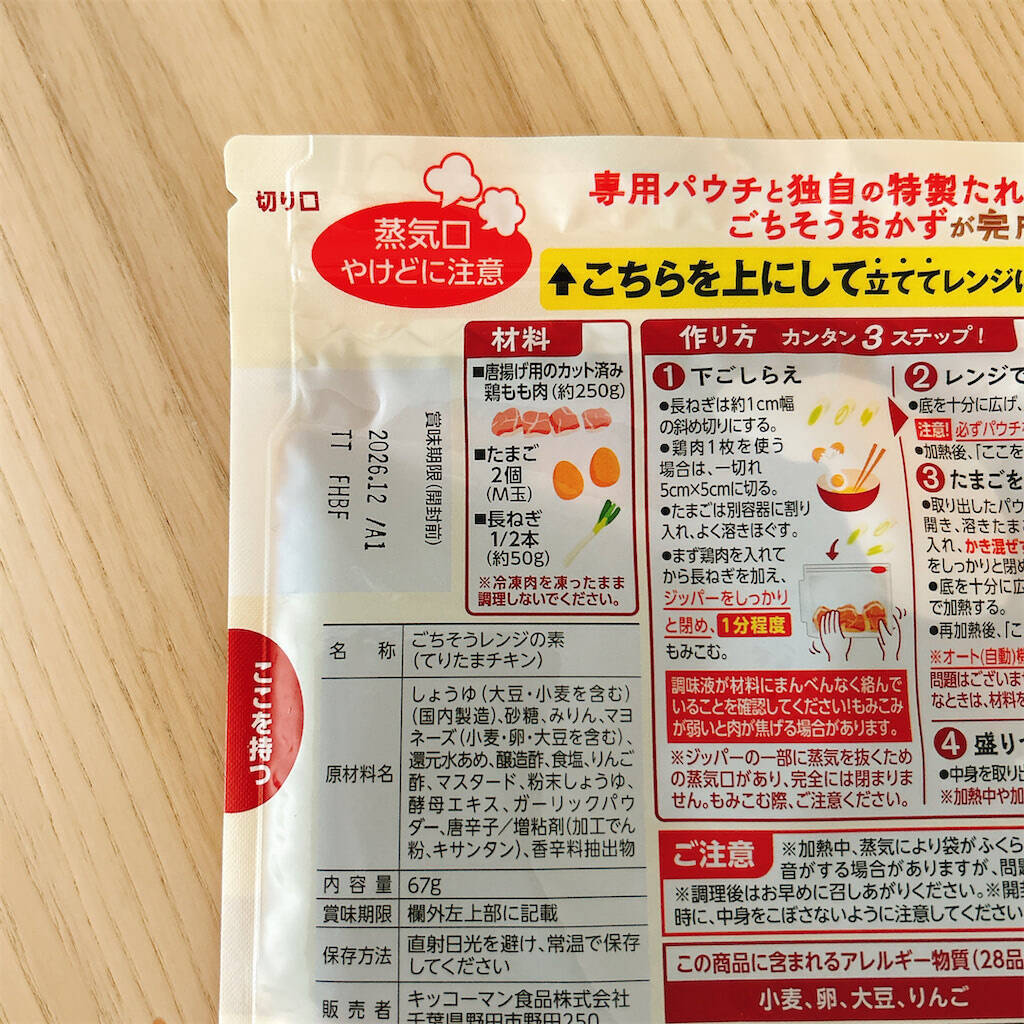 切り口
蒸気口
やけどに注意
専用パウチと独自の特製たれ
ごちそうおかずが完
↑こちらを上にして立ててレンジ
賞味期限(開封前)
2026.12 /A1
TT FHBF
材料
■唐揚げ用のカット済み
鶏もも肉(約250g)
■たまご
2個
(M玉)
■長ねぎ
1/2本
(約50g)
※冷凍肉を凍ったまま
調理しないでください。
作り方 カンタン3ステップ!
1 下ごしらえ
●長ねぎは約1cm幅
の斜め切りにする。
●鶏肉1枚を使う
場合は、一切れ
5cm×5cmに切る。
●たまごは別容器に割り
入れ、よく溶きほぐす。
●まず鶏肉を入れて
から長ねぎを加え、
ジッパーをしっかり
と閉め、1分程度
もみこむ。
調味液が材料にまんべんなく絡んで
いることを確認してください!もみこみ
が弱いと肉が焦げる場合があります。
※ジッパーの一部に蒸気を抜くため
の蒸気口があり、完全には閉まりま
せん。もみこむ際、ご注意ください。
2 レンジで
●底を十分に広げ、
注意! 必ずパウチ
●加熱後、「ここを
3 たまごを
●取り出したパウ
開き、溶きたま
入れ、かき混ぜ
をしっかりと閉め
●底を十分に広
で加熱する。
●再加熱後、「こ
※オート(自動)機
問題はございま
なときは、材料を
4 盛り
●中身を取り出
※加熱中や加
ここを持つ
名称 ごちそうレンジの素
(てりたまチキン)
原材料名 しょうゆ(大豆・小麦を含む)
(国内製造)、砂糖、みりん、マヨ
ネーズ(小麦・卵・大豆を含む)、
還元水あめ、醸造酢、食塩、りんご
酢、マスタード、粉末しょうゆ、
酵母エキス、ガーリックパウ
ダー、唐辛子/増粘剤(加工でん
粉、キサンタン)、香辛料抽出物
内容量 67g
賞味期限 欄外左上部に記載
保存方法 直射日光を避け、常温で保存
してください
販売者 キッコーマン食品株式会社
千葉県野田市野田250
ご注意 ※加熱中、蒸気により袋がふくら
音がする場合がありますが、問題
※調理後はお早めに召しあがりください。※開封
時に、中身をこぼさないように注意してください
この商品に含まれるアレルギー物質(28品
小麦、卵、大豆、りんご